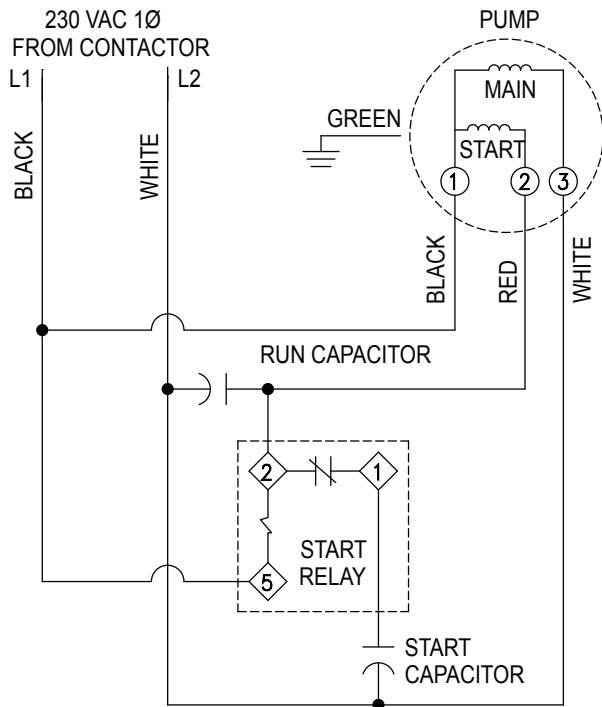 230 VAC 1Ø
FROM CONTACTOR
L1
L2
PUMP
MAIN
START
GREEN
1
2
3
BLACK
WHITE
BLACK
RED
WHITE
RUN CAPACITOR
2
1
START
RELAY
5
START
CAPACITOR